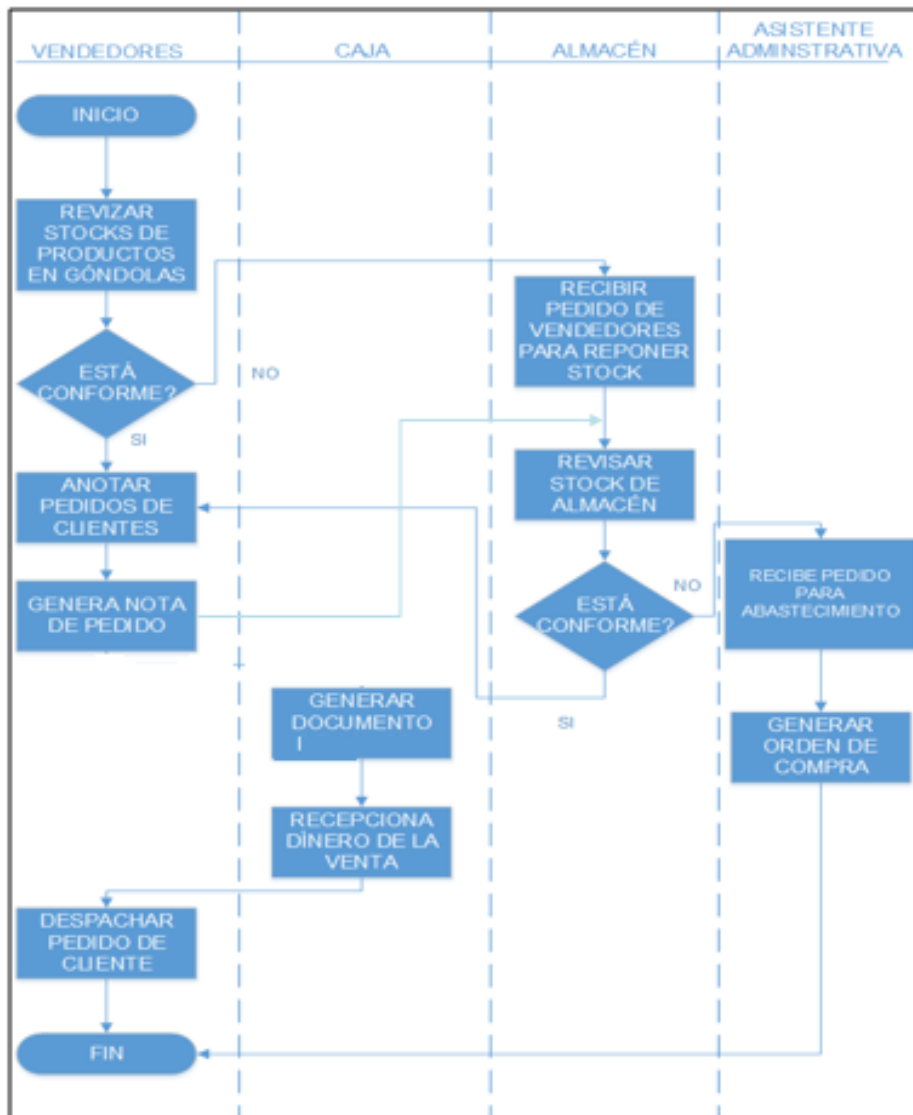 VENDEDORES
CAJA
ALMACÉN
ASISTENTE
ADMINSTRATIVA
INICIO
REVIZAR
STOCKS DE
PRODUCTOS
EN GÓNDOLAS
RECIBIR
PEDIDO DE
VENDEDORES
PARA REPONER
STOCK
ESTÁ
CONFORME?
NO
SI
ANOTAR
PEDIDOS DE
CLIENTES
REVISAR
STOCK DE
ALMACÉN
GENERA NOTA
DE PEDIDO
ESTÁ
CONFORME?
NO
SI
RECIBE PEDIDO
PARA
ABASTECIMIENTO
GENERAR
DOCUMENTO
GENERAR
ORDEN DE
COMPRA
RECEPCIONA
DÌNERO DE LA
VENTA
DESPACHAR
PEDIDO DE
CLIENTE
FIN